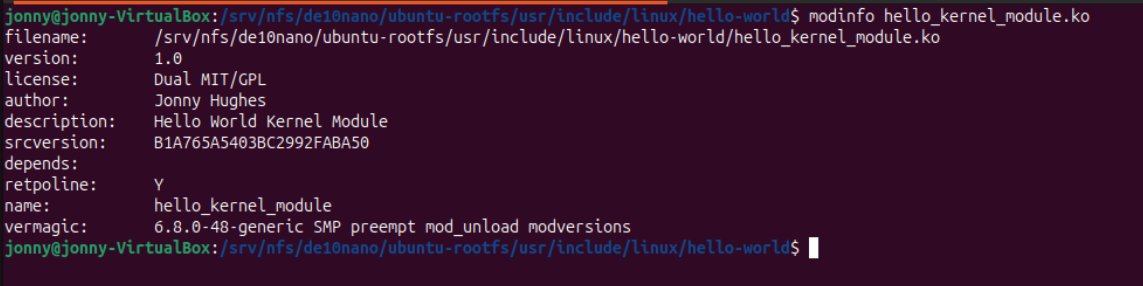 jonny@jonny-VirtualBox:/srv/nfs/de10nano/ubuntu-rootfs/usr/include/linux/hello-world$ modinfo hello_kernel_module.ko
filename:       /srv/nfs/de10nano/ubuntu-rootfs/usr/include/linux/hello-world/hello_kernel_module.ko
version:        1.0
license:        Dual MIT/GPL
author:         Jonny Hughes
description:    Hello World Kernel Module
srcversion:     B1A765A5403BC2992FABA50
depends:
retpoline:      Y
name:           hello_kernel_module
vermagic:       6.8.0-48-generic SMP preempt mod_unload modversions
jonny@jonny-VirtualBox:/srv/nfs/de10nano/ubuntu-rootfs/usr/include/linux/hello-world$